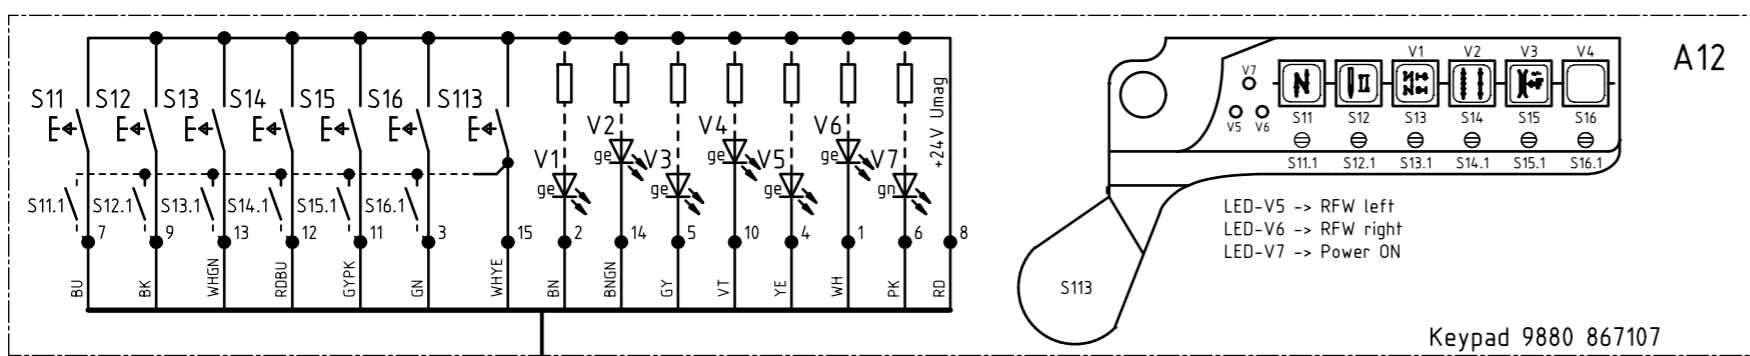 A12
S11 S12 S13 S14 S15 S16 S113
V2 V4 V6
ge ge ge
V1 V3 V5 V7
ge ge ge gn
+24V Umag
S11.1 S12.1 S13.1 S14.1 S15.1 S16.1
7 9 13 12 11 3 15 2 14 5 10 4 1 6 8
BU BK WHGN RDBU GYPK GN WHYE BN BNGN GY VT YE WH PK RD
V1 V2 V3 V4
V7
V5 V6
N II
S11 S12 S13 S14 S15 S16
S11.1 S12.1 S13.1 S14.1 S15.1 S16.1
LED-V5 -> RFW left
LED-V6 -> RFW right
LED-V7 -> Power ON
S113
Keypad 9880 867107